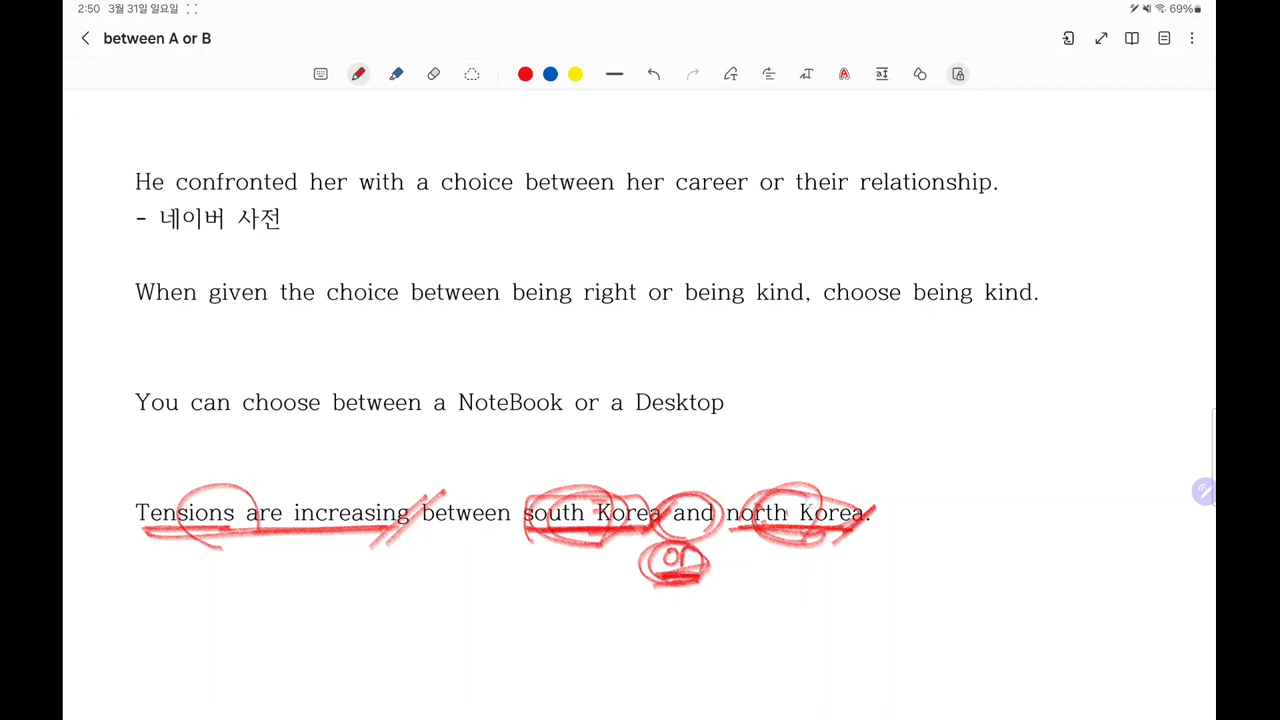 2:50 3월 31일 일요일 69%
between A or B
He confronted her with a choice between her career or their relationship.
- 네이버 사전
When given the choice between being right or being kind, choose being kind.
You can choose between a NoteBook or a Desktop
Tensions are increasing between south Korea and north Korea.
or